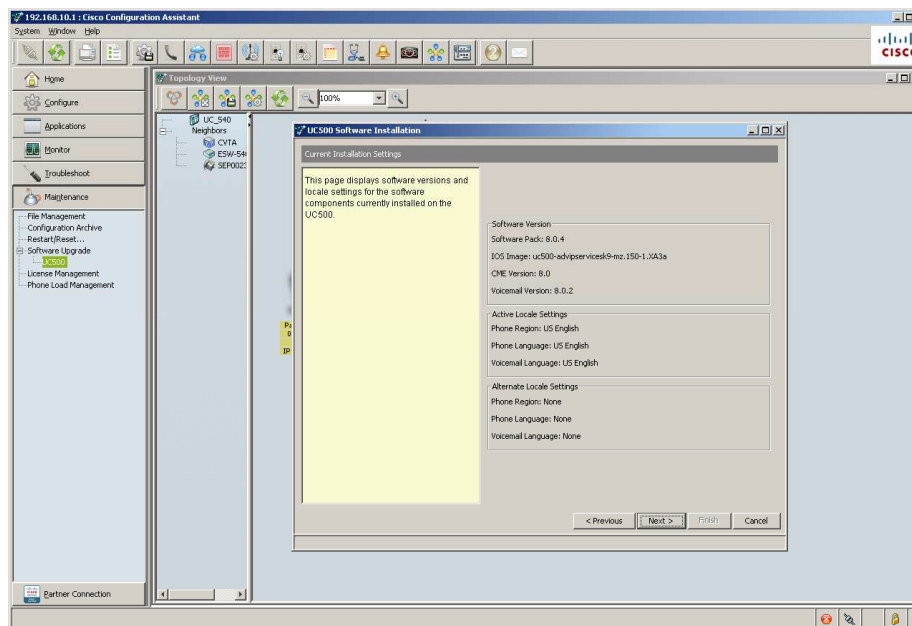 192.168.10.1 : Cisco Configuration Assistant
System Window Help
CISCO
Home
Configure
Applications
Monitor
Troubleshoot
Maintenance
File Management
Configuration Archive
Restart/Reset...
Software Upgrade
UC500
License Management
Phone Load Management
Partner Connection
Topology View
100%
UC_540
Neighbors
CVTA
ESW-54
SEP0023
IP
UC500 Software Installation
Current Installation Settings
This page displays software versions and
locale settings for the software
components currently installed on the
UC500.
Software Version
Software Pack: 8.0.4
IOS Image: uc500-advipservicesk9-mz.150-1.XA3a
CME Version: 8.0
Voicemail Version: 8.0.2
Active Locale Settings
Phone Region: US English
Phone Language: US English
Voicemail Language: US English
Alternate Locale Settings
Phone Region: None
Phone Language: None
Voicemail Language: None
< Previous Next > Finish Cancel